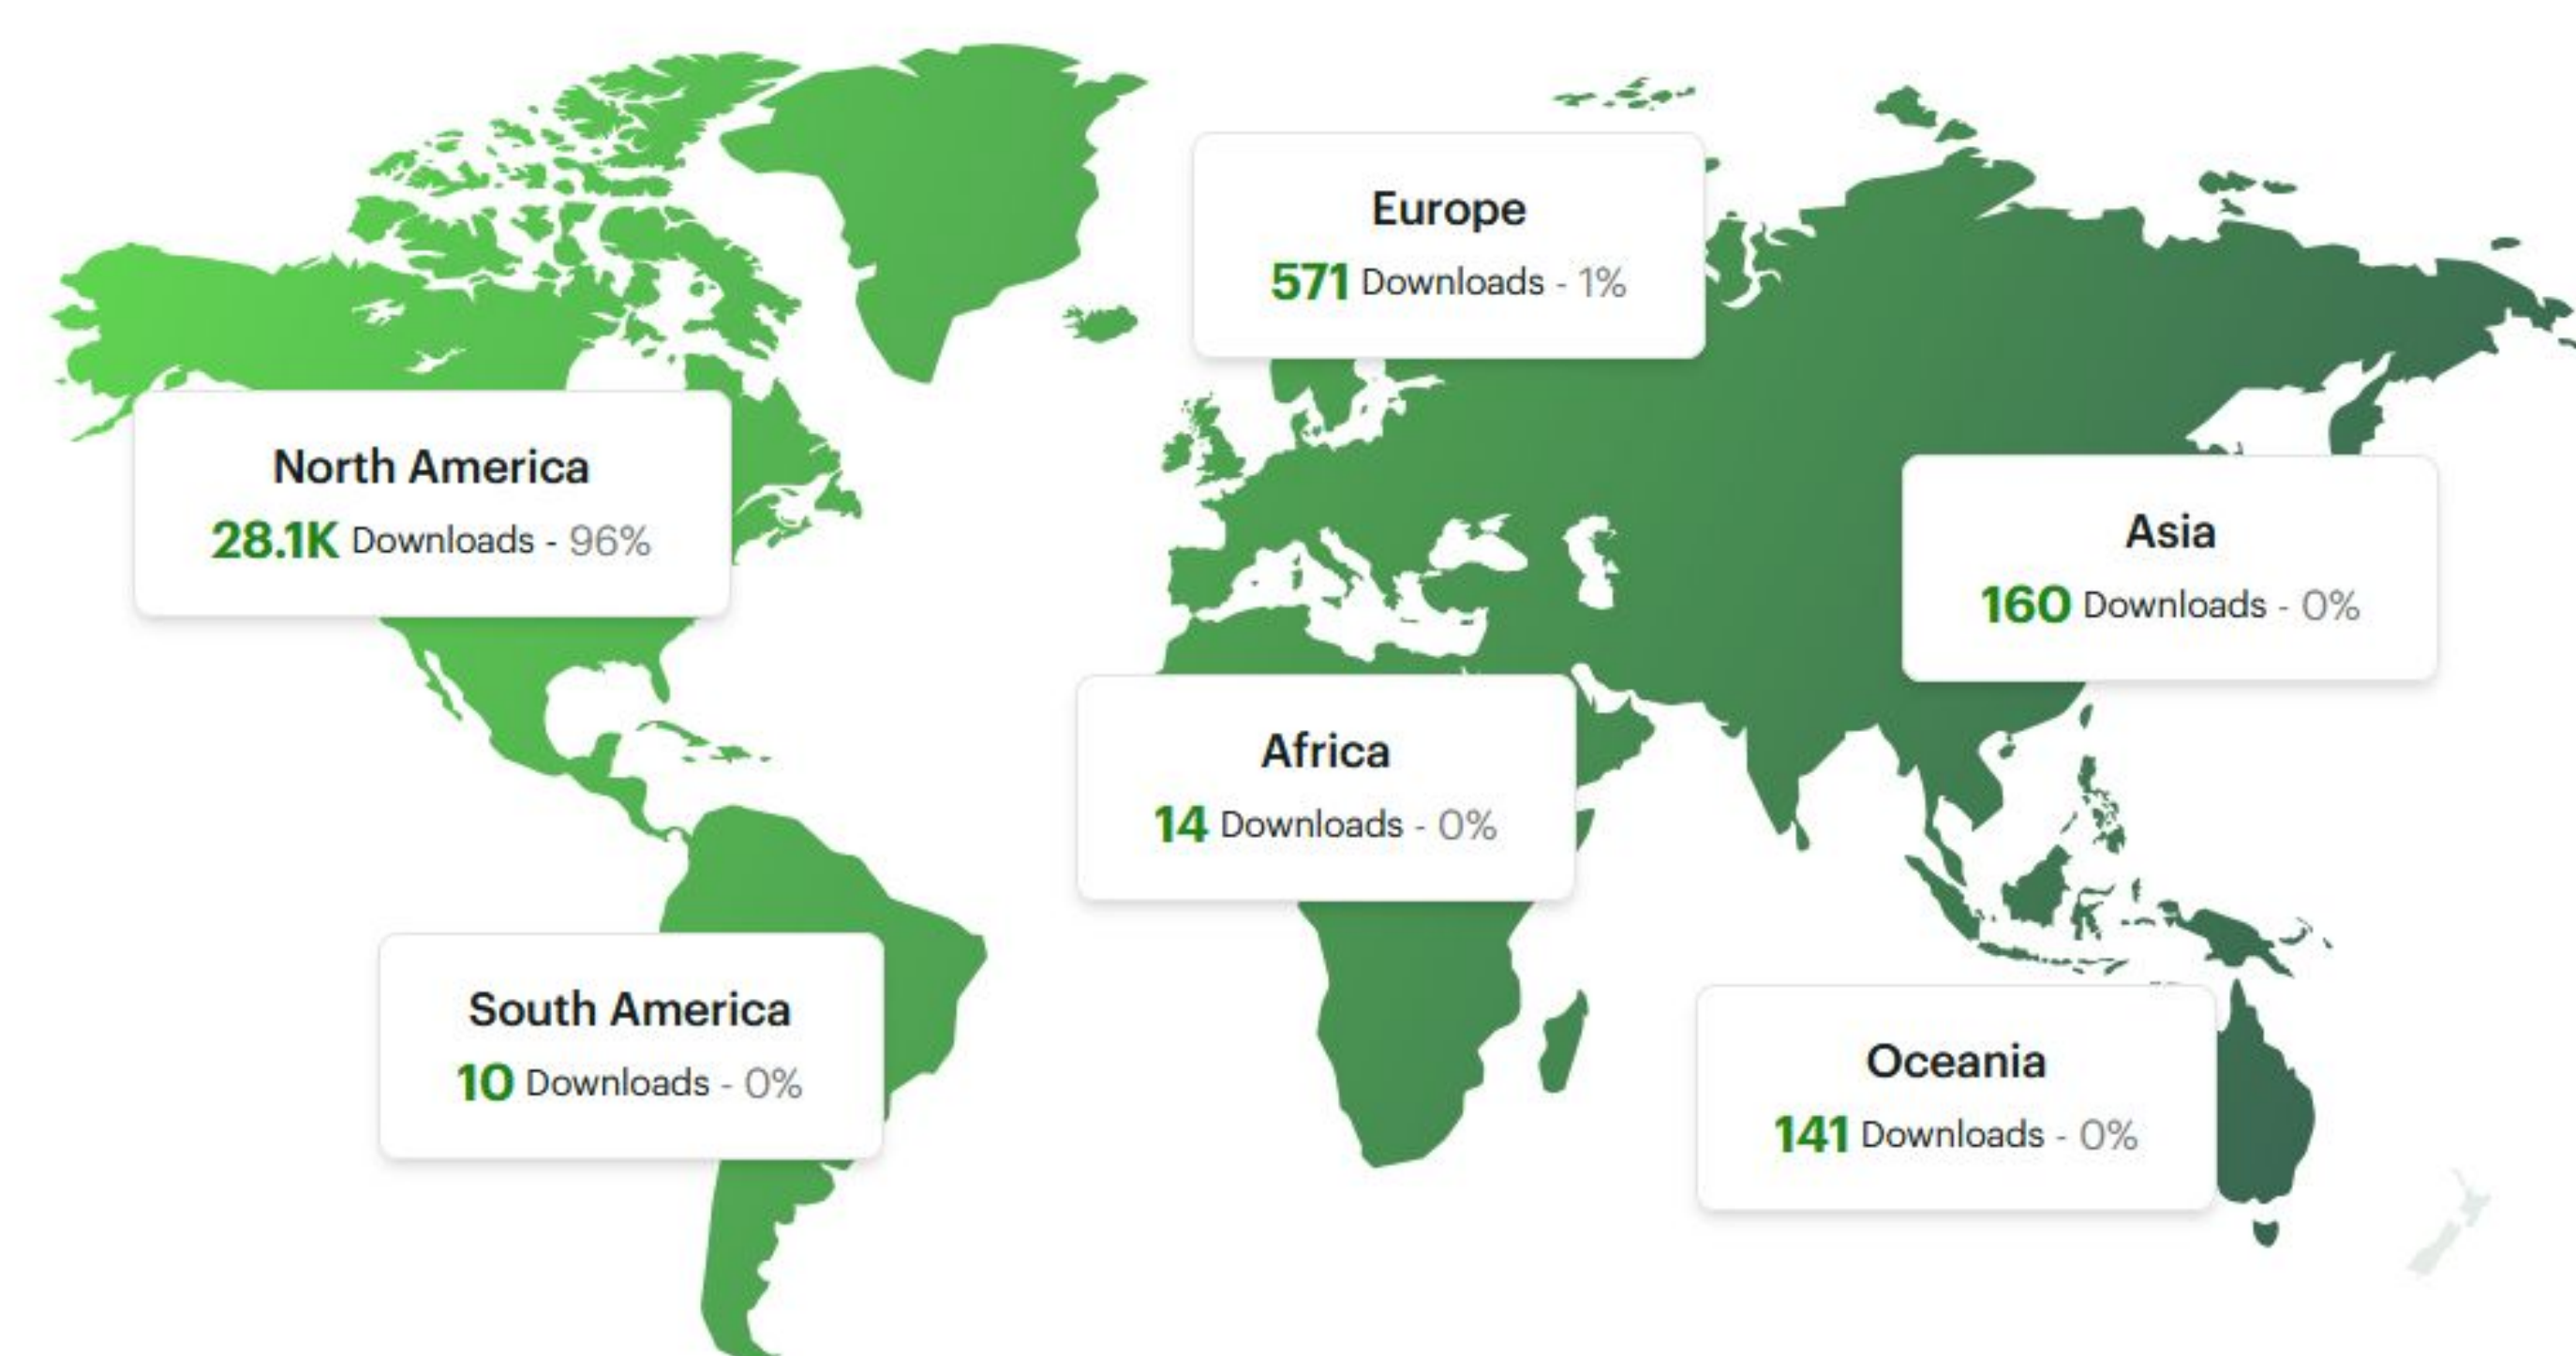 Europe
571 Downloads - 1%
North America
28.1K Downloads - 96%
Asia
160 Downloads - 0%
Africa
14 Downloads - 0%
South America
10 Downloads - 0%
Oceania
141 Downloads - 0%